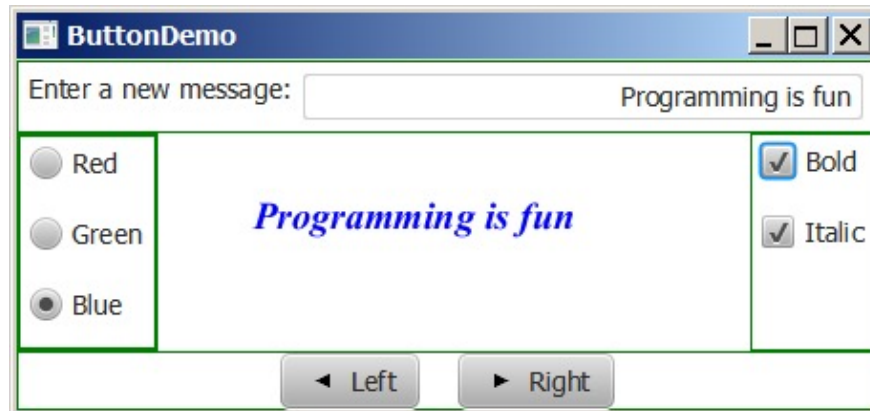 ButtonDemo
Enter a new message: Programming is fun
Red
Bold
Programming is fun
Green
Italic
Blue
Left
Right